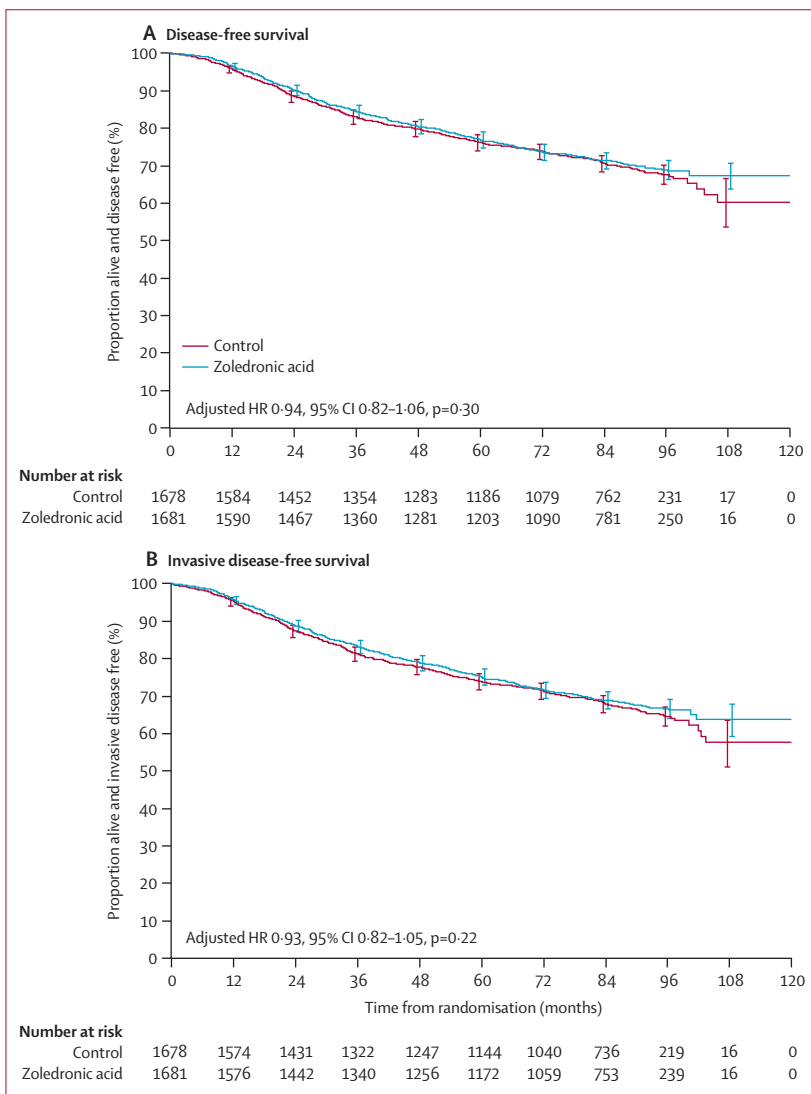 A Disease-free survival
100
90
80
70
60
50
40
30
20
10
0
Proportion alive and disease free (%)
Control
Zoledronic acid
Adjusted HR 0·94, 95% CI 0·82–1·06, p=0·30
0 12 24 36 48 60 72 84 96 108 120
Number at risk
Control 1678 1584 1452 1354 1283 1186 1079 762 231 17 0
Zoledronic acid 1681 1590 1467 1360 1281 1203 1090 781 250 16 0
B Invasive disease-free survival
100
90
80
70
60
50
40
30
20
10
0
Proportion alive and invasive disease free (%)
Adjusted HR 0·93, 95% CI 0·82–1·05, p=0·22
0 12 24 36 48 60 72 84 96 108 120
Time from randomisation (months)
Number at risk
Control 1678 1574 1431 1322 1247 1144 1040 736 219 16 0
Zoledronic acid 1681 1576 1442 1340 1256 1172 1059 753 239 16 0